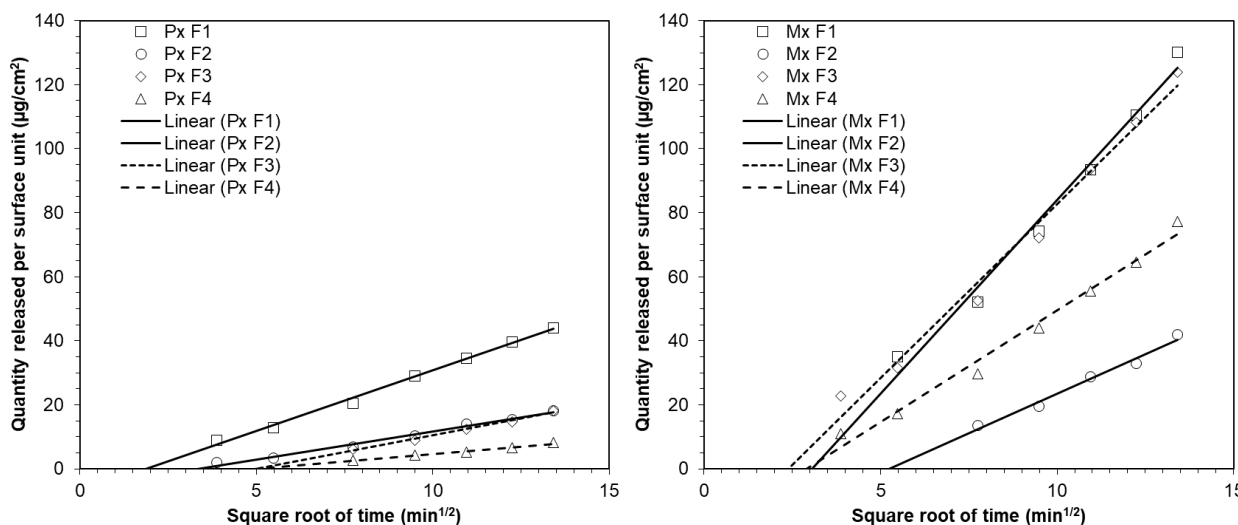 Quantity released per surface unit (µg/cm²)
140
120
100
80
60
40
20
0
Px F1
Px F2
Px F3
Px F4
Linear (Px F1)
Linear (Px F2)
Linear (Px F3)
Linear (Px F4)
0 5 10 15
Square root of time (min¹/²)
Quantity released per surface unit (µg/cm²)
140
120
100
80
60
40
20
0
Mx F1
Mx F2
Mx F3
Mx F4
Linear (Mx F1)
Linear (Mx F2)
Linear (Mx F3)
Linear (Mx F4)
0 5 10 15
Square root of time (min¹/²)